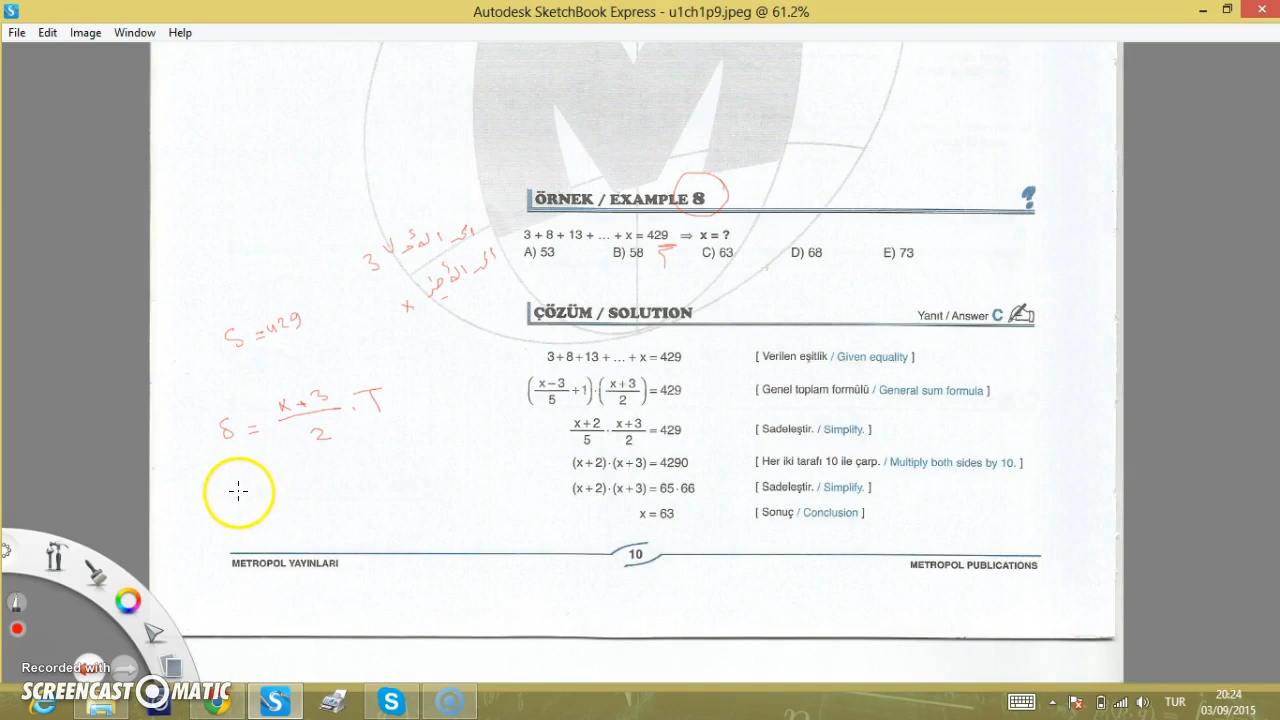 Autodesk SketchBook Express - u1ch1p9.jpeg @ 61.2%
File Edit Image Window Help
ÖRNEK / EXAMPLE 8
3 + 8 + 13 + ... + x = 429 ⇒ x = ?
A) 53 B) 58 C) 63 D) 68 E) 73
3
x
S = 429
S = (x+3)/2 . T
ÇÖZÜM / SOLUTION
Yanıt / Answer C
3+8+13 + ... + x = 429 [ Verilen eşitlik / Given equality ]
((x−3)/5 + 1) · ((x+3)/2) = 429 [ Genel toplam formülü / General sum formula ]
(x+2)/5 · (x+3)/2 = 429 [ Sadeleştir. / Simplify. ]
(x+2)·(x+3) = 4290 [ Her iki tarafı 10 ile çarp. / Multiply both sides by 10. ]
(x+2)·(x+3) = 65·66 [ Sadeleştir. / Simplify. ]
x = 63 [ Sonuç / Conclusion ]
METROPOL YAYINLARI
10
METROPOL PUBLICATIONS
Recorded with
SCREENCAST MATIC
TUR
20:24
03/09/2015